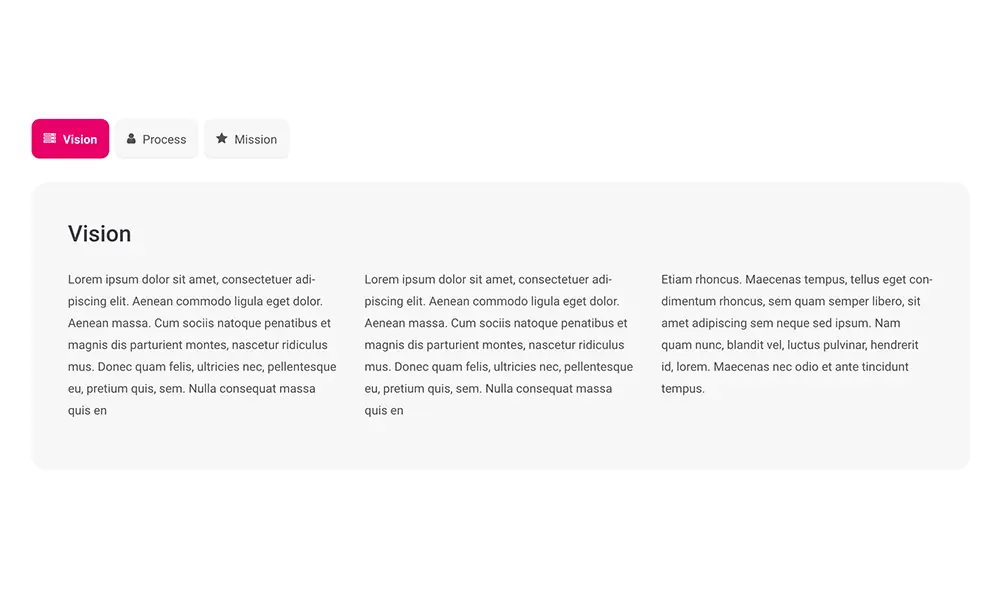 Vision
Process
Mission
Vision
Lorem ipsum dolor sit amet, consectetuer adi-
piscing elit. Aenean commodo ligula eget dolor.
Aenean massa. Cum sociis natoque penatibus et
magnis dis parturient montes, nascetur ridiculus
mus. Donec quam felis, ultricies nec, pellentesque
eu, pretium quis, sem. Nulla consequat massa
quis en
Lorem ipsum dolor sit amet, consectetuer adi-
piscing elit. Aenean commodo ligula eget dolor.
Aenean massa. Cum sociis natoque penatibus et
magnis dis parturient montes, nascetur ridiculus
mus. Donec quam felis, ultricies nec, pellentesque
eu, pretium quis, sem. Nulla consequat massa
quis en
Etiam rhoncus. Maecenas tempus, tellus eget con-
dimentum rhoncus, sem quam semper libero, sit
amet adipiscing sem neque sed ipsum. Nam
quam nunc, blandit vel, luctus pulvinar, hendrerit
id, lorem. Maecenas nec odio et ante tincidunt
tempus.